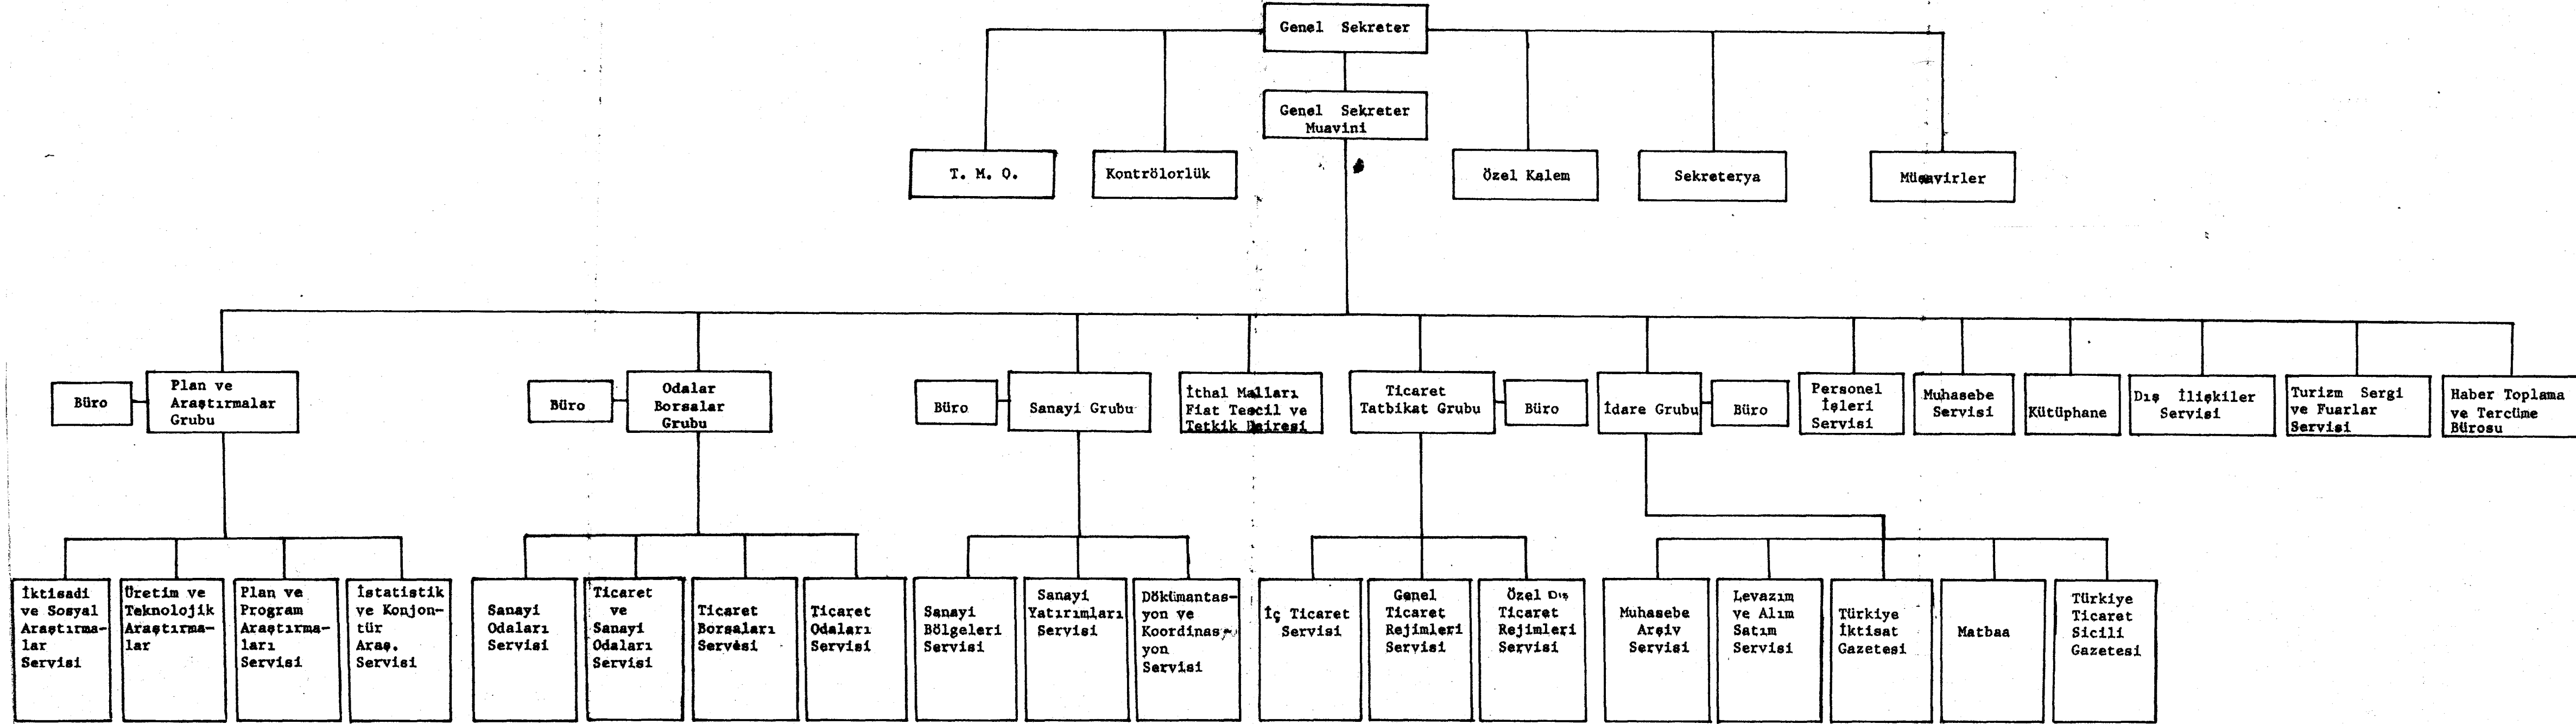 Genel Sekreter
Genel Sekreter
Muavini
T. M. O.
Kontrölorlük
Özel Kalem
Sekreterya
Müşavirler
Büro
Plan ve
Araştırmalar
Grubu
Büro
Odalar
Borsalar
Grubu
Büro
Sanayi Grubu
İthal Malları
Fiat Tescil ve
Tetkik Dairesi
Ticaret
Tatbikat Grubu
Büro
İdare Grubu
Büro
Personel
İşleri
Servisi
Muhasebe
Servisi
Kütüphane
Dış İlişkiler
Servisi
Turizm Sergi
ve Fuarlar
Servisi
Haber Toplama
ve Tercüme
Bürosu
İktisadi
ve Sosyal
Araştırma-
lar
Servisi
Üretim ve
Teknolojik
Araştırma-
lar
Plan ve
Program
Araştırma-
ları
Servisi
İstatistik
ve Konjon-
tür
Araş.
Servisi
Sanayi
Odaları
Servisi
Ticaret
ve
Sanayi
Odaları
Servisi
Ticaret
Borsaları
Servesi
Ticaret
Odaları
Servisi
Sanayi
Bölgeleri
Servisi
Sanayi
Yatırımları
Servisi
Dökümantas-
yon ve
Koordinas-
yon
Servisi
İç Ticaret
Servisi
Genel
Ticaret
Rejimleri
Servisi
Özel Dış
Ticaret
Rejimleri
Servisi
Muhasebe
Arşiv
Servisi
Levazım
ve Alım
Satım
Servisi
Türkiye
İktisat
Gazetesi
Matbaa
Türkiye
Ticaret
Sicili
Gazetesi